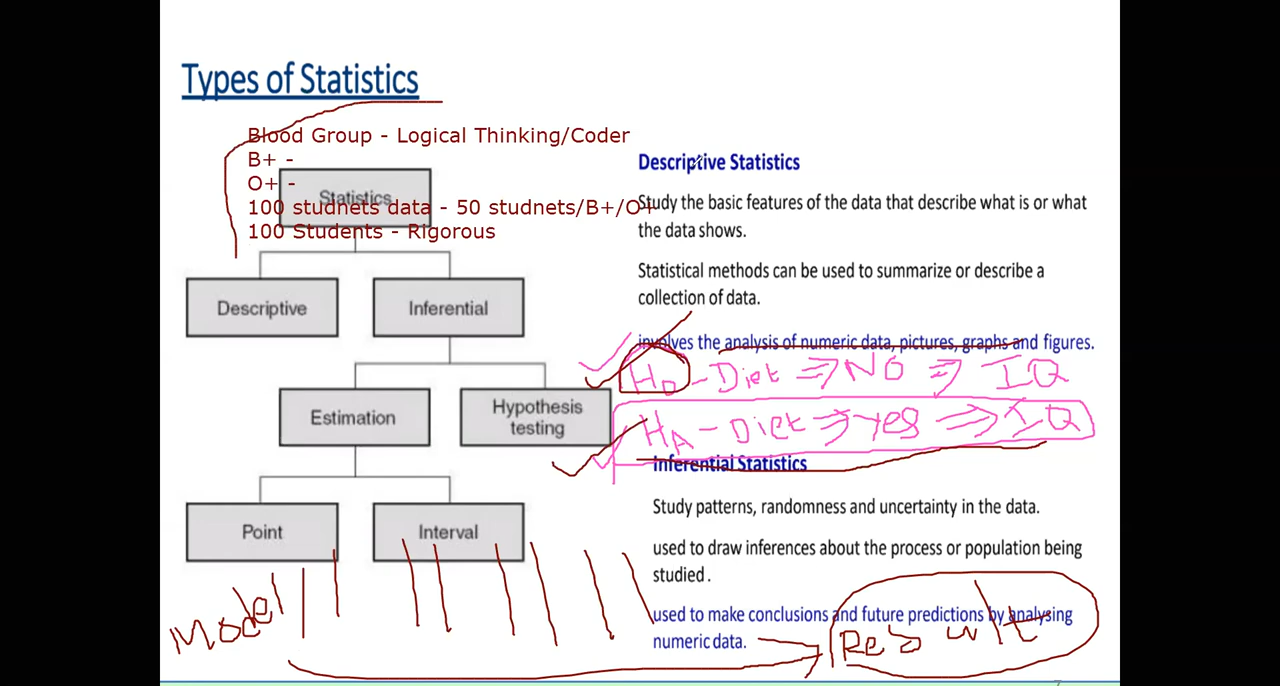 Types of Statistics
Blood Group - Logical Thinking/Coder
B+ -
O+ -
100 studnets data - 50 studnets/B+/O+
100 Students - Rigorous
Statistics
Descriptive
Inferential
Estimation
Hypothesis
testing
Point
Interval
Descriptive Statistics
Study the basic features of the data that describe what is or what
the data shows.
Statistical methods can be used to summarize or describe a
collection of data.
involves the analysis of numeric data, pictures, graphs and figures.
H0 - Diet ⇒ NO ⇒ IQ
HA - Diet ⇒ yes ⇒ IQ
Inferential Statistics
Study patterns, randomness and uncertainty in the data.
used to draw inferences about the process or population being
studied .
used to make conclusions and future predictions by analysing
numeric data.
Model
Result
7